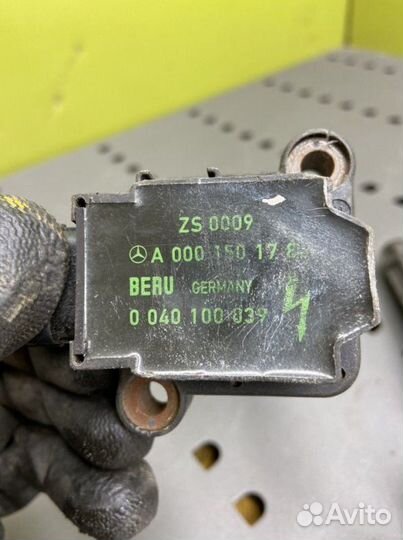 ZS 0009
A 000 150 17
BERU GERMANY
0 040 100 039
Avito